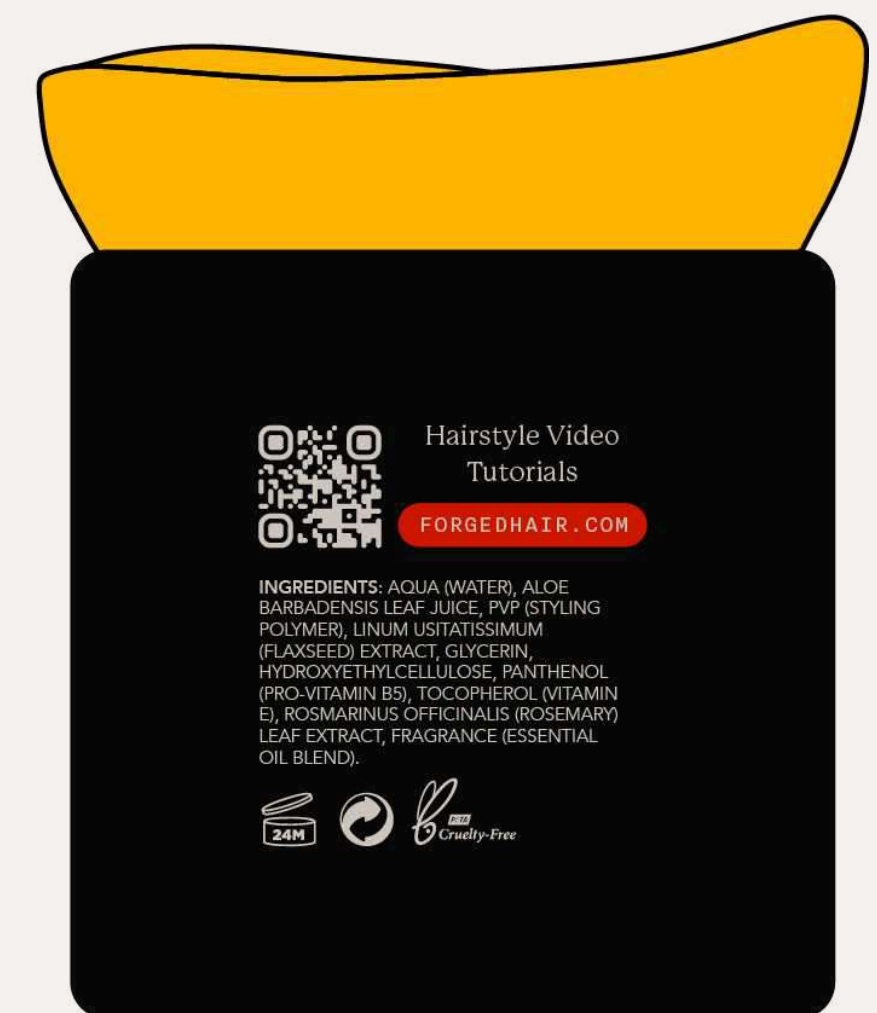 Hairstyle Video
Tutorials
FORGEDHAIR.COM
INGREDIENTS: AQUA (WATER), ALOE
BARBADENSIS LEAF JUICE, PVP (STYLING
POLYMER), LINUM USITATISSIMUM
(FLAXSEED) EXTRACT, GLYCERIN,
HYDROXYETHYLCELLULOSE, PANTHENOL
(PRO-VITAMIN B5), TOCOPHEROL (VITAMIN
E), ROSMARINUS OFFICINALIS (ROSEMARY)
LEAF EXTRACT, FRAGRANCE (ESSENTIAL
OIL BLEND).
24M
PETA
Cruelty-Free